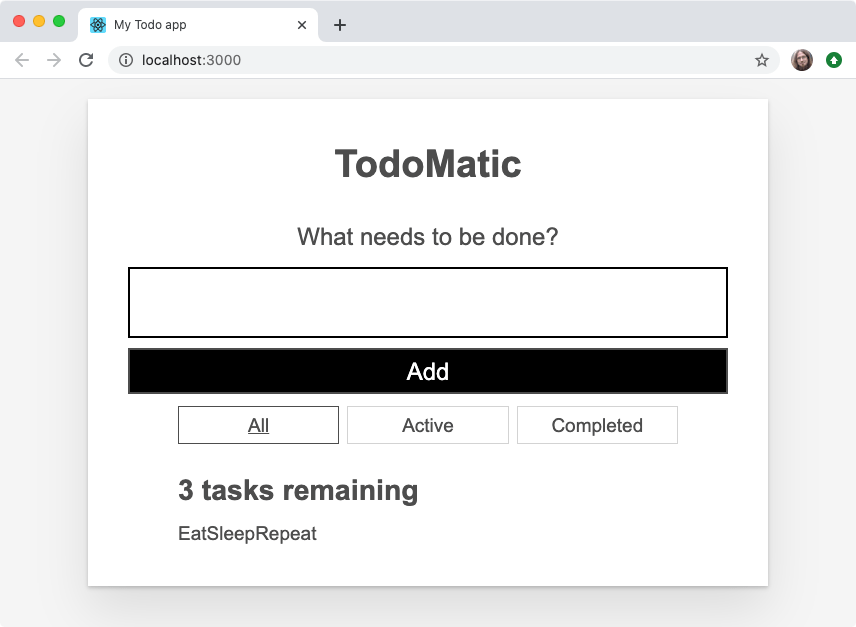 My Todo app
localhost:3000
TodoMatic
What needs to be done?
Add
All Active Completed
3 tasks remaining
EatSleepRepeat